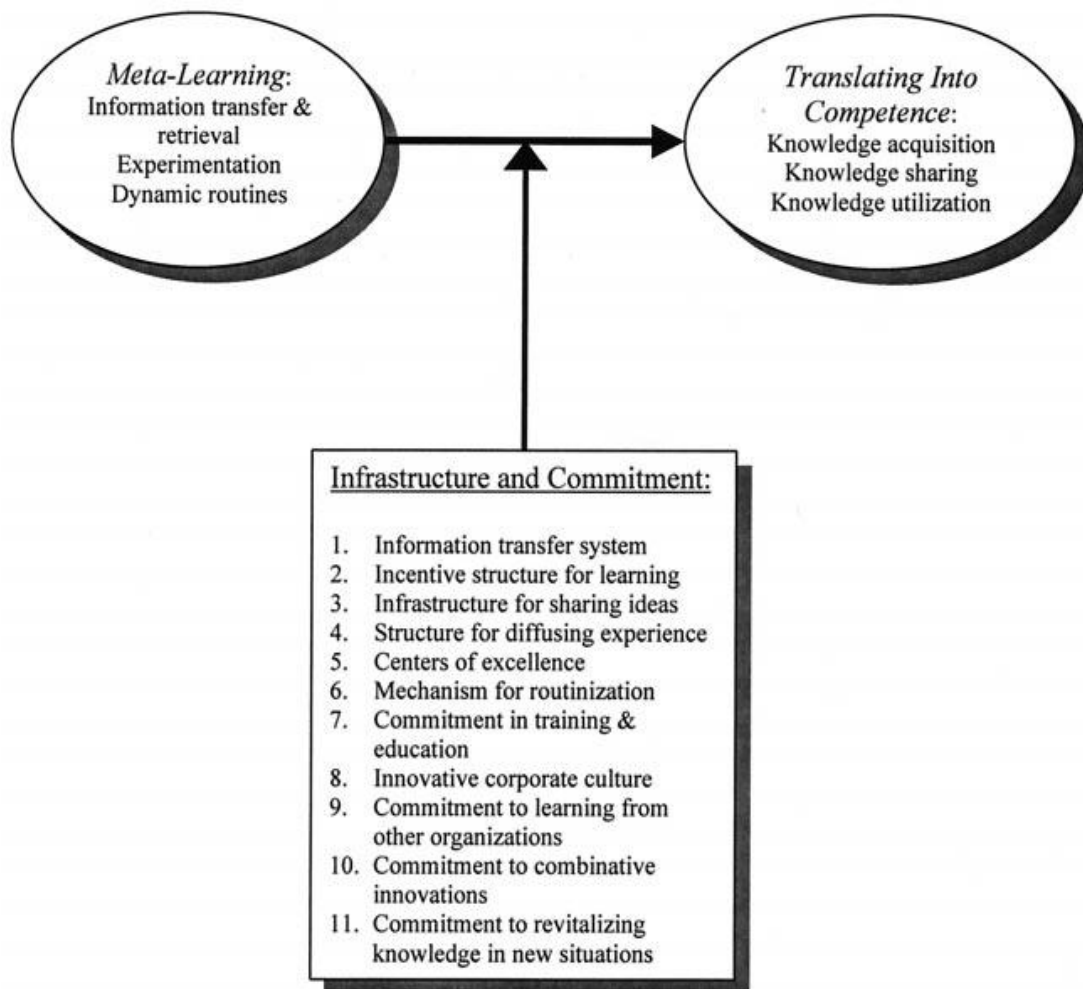 Meta-Learning:
Information transfer &
retrieval
Experimentation
Dynamic routines
Translating Into
Competence:
Knowledge acquisition
Knowledge sharing
Knowledge utilization
Infrastructure and Commitment:
1. Information transfer system
2. Incentive structure for learning
3. Infrastructure for sharing ideas
4. Structure for diffusing experience
5. Centers of excellence
6. Mechanism for routinization
7. Commitment in training &
education
8. Innovative corporate culture
9. Commitment to learning from
other organizations
10. Commitment to combinative
innovations
11. Commitment to revitalizing
knowledge in new situations